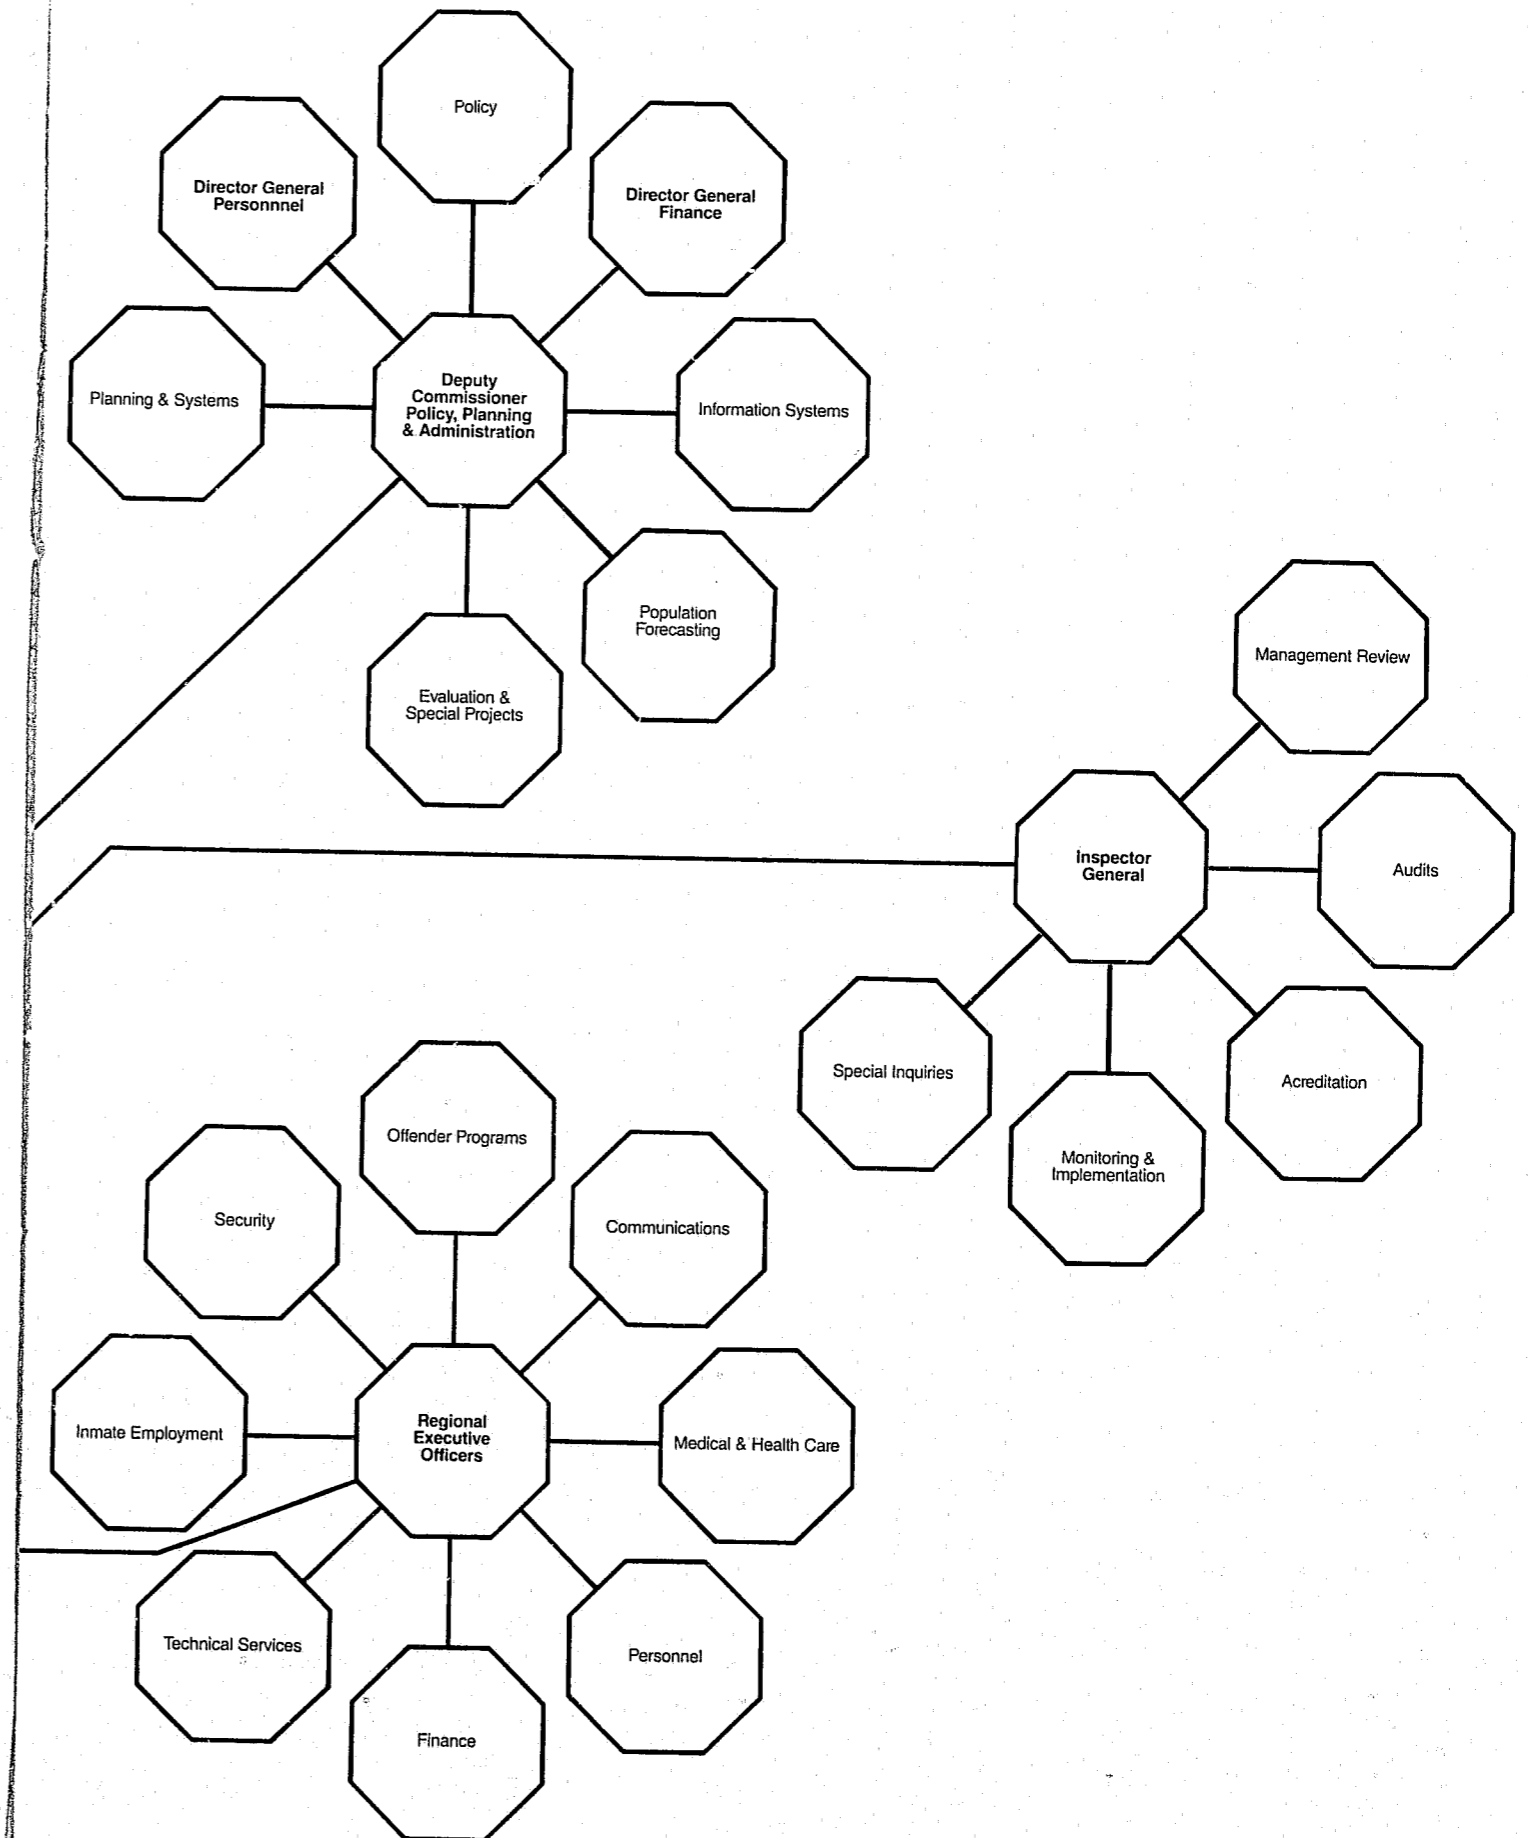 Policy
Director General
Personnnel
Director General
Finance
Planning & Systems
Deputy
Commissioner
Policy, Planning
& Administration
Information Systems
Population
Forecasting
Evaluation &
Special Projects
Management Review
Inspector
General
Audits
Special Inquiries
Acreditation
Monitoring &
Implementation
Offender Programs
Security
Communications
Inmate Employment
Regional
Executive
Officers
Medical & Health Care
Technical Services
Personnel
Finance